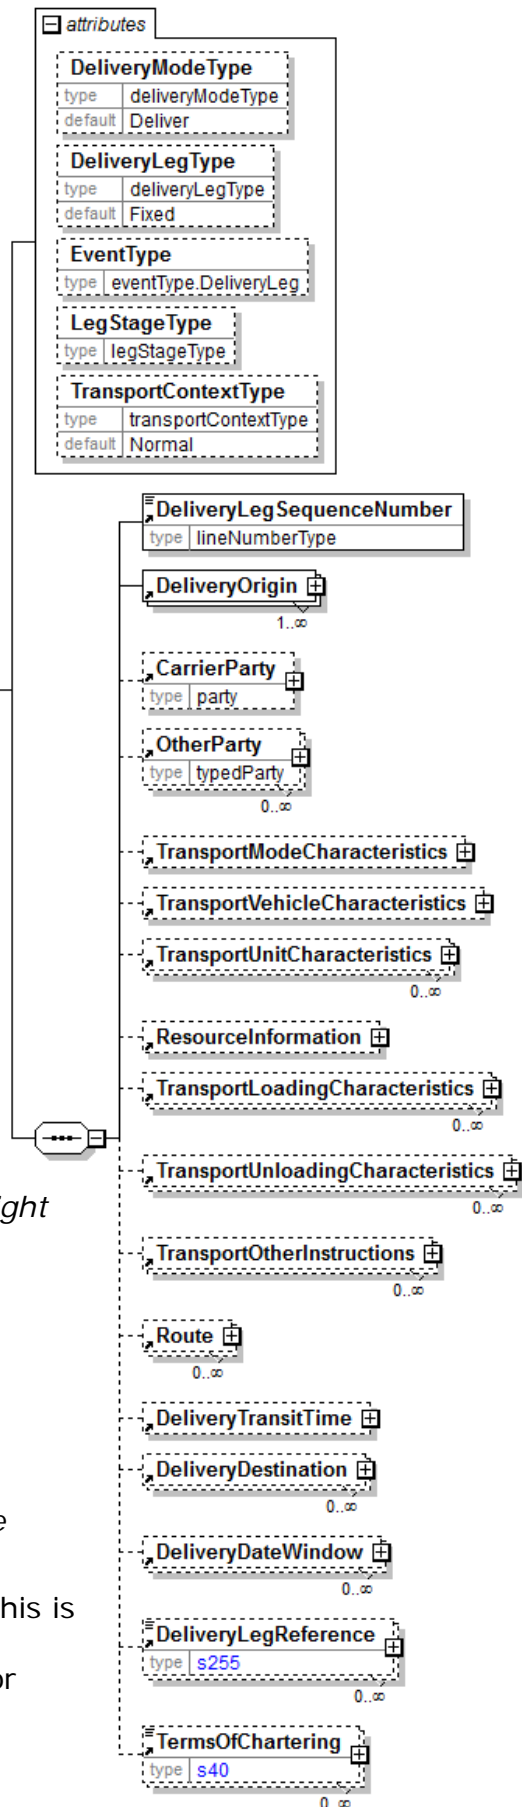 attributes
DeliveryModeType
type deliveryModeType
default Deliver
DeliveryLegType
type deliveryLegType
default Fixed
EventType
type eventType.DeliveryLeg
LegStageType
type legStageType
TransportContextType
type transportContextType
default Normal
DeliveryLegSequenceNumber
type lineNumberType
DeliveryOrigin
1..∞
CarrierParty
type party
OtherParty
type typedParty
0..∞
TransportModeCharacteristics
TransportVehicleCharacteristics
TransportUnitCharacteristics
0..∞
ResourceInformation
TransportLoadingCharacteristics
0..∞
TransportUnloadingCharacteristics
ght
0..∞
TransportOtherInstructions
0..∞
Route
0..∞
DeliveryTransitTime
DeliveryDestination
0..∞
e
DeliveryDateWindow
0..∞
his is
DeliveryLegReference
type s255
or
0..∞
TermsOfChartering
type s40
0..∞